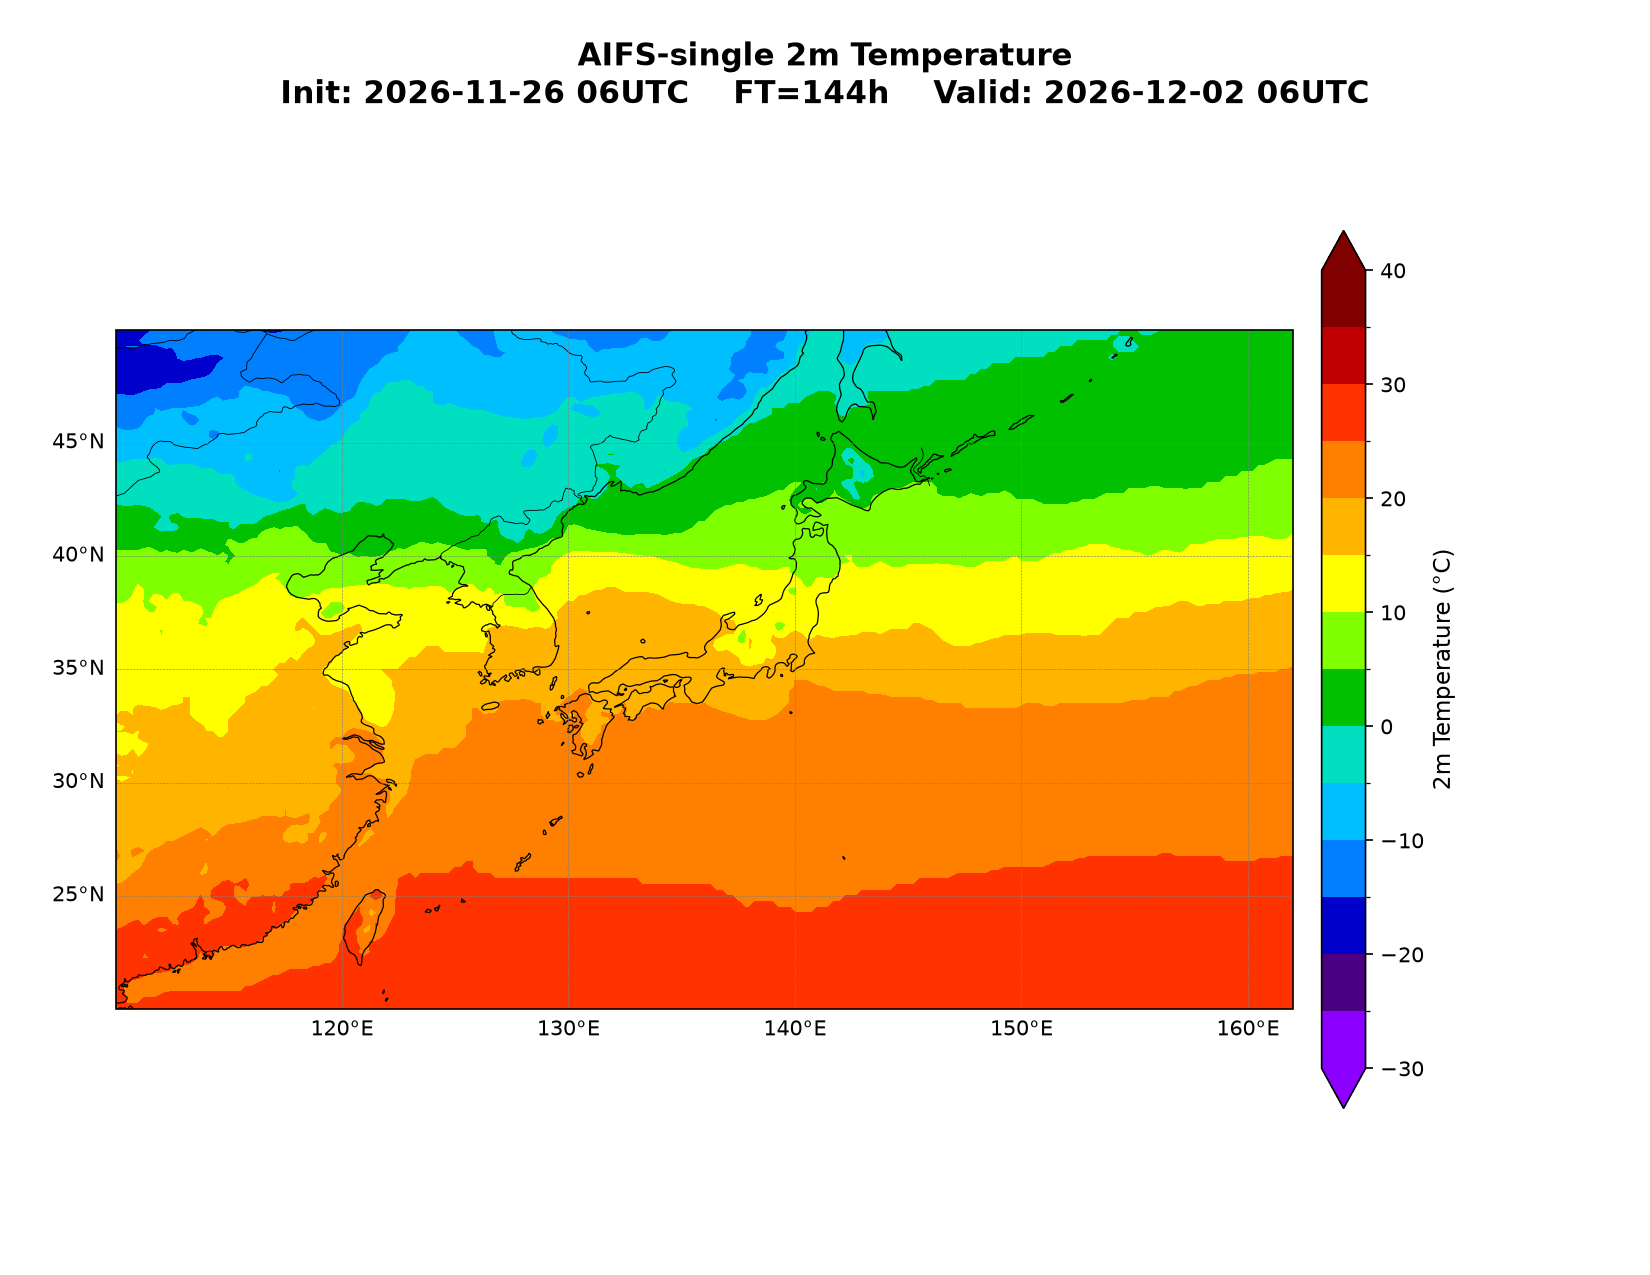 AIFS-single 2m Temperature
Init: 2026-11-26 06UTC    FT=144h    Valid: 2026-12-02 06UTC
45°N
40°N
35°N
30°N
25°N
120°E
130°E
140°E
150°E
160°E
40
30
20
10
0
−10
−20
−30
2m Temperature (°C)